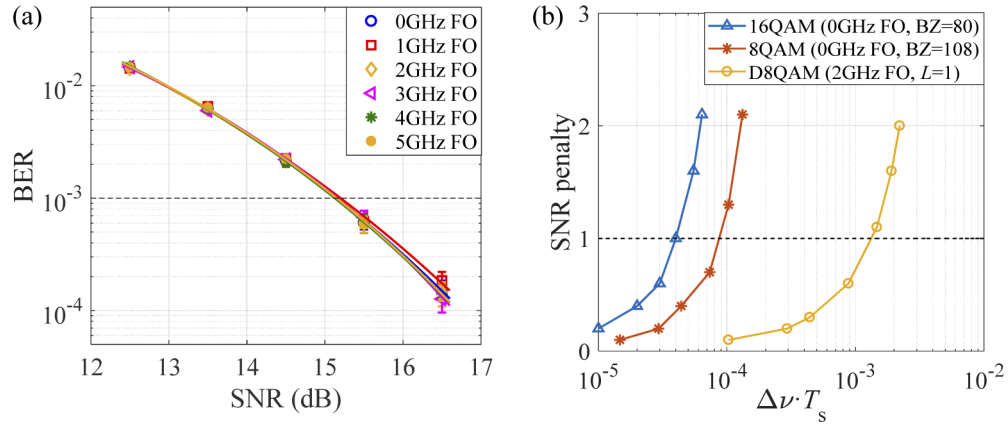 (a)
BER
10⁻²
10⁻³
10⁻⁴
0GHz FO
1GHz FO
2GHz FO
3GHz FO
4GHz FO
5GHz FO
12 13 14 15 16 17
SNR (dB)
(b)
SNR penalty
3
2
1
0
16QAM (0GHz FO, BZ=80)
8QAM (0GHz FO, BZ=108)
D8QAM (2GHz FO, L=1)
10⁻⁵ 10⁻⁴ 10⁻³ 10⁻²
Δν·Tₛ